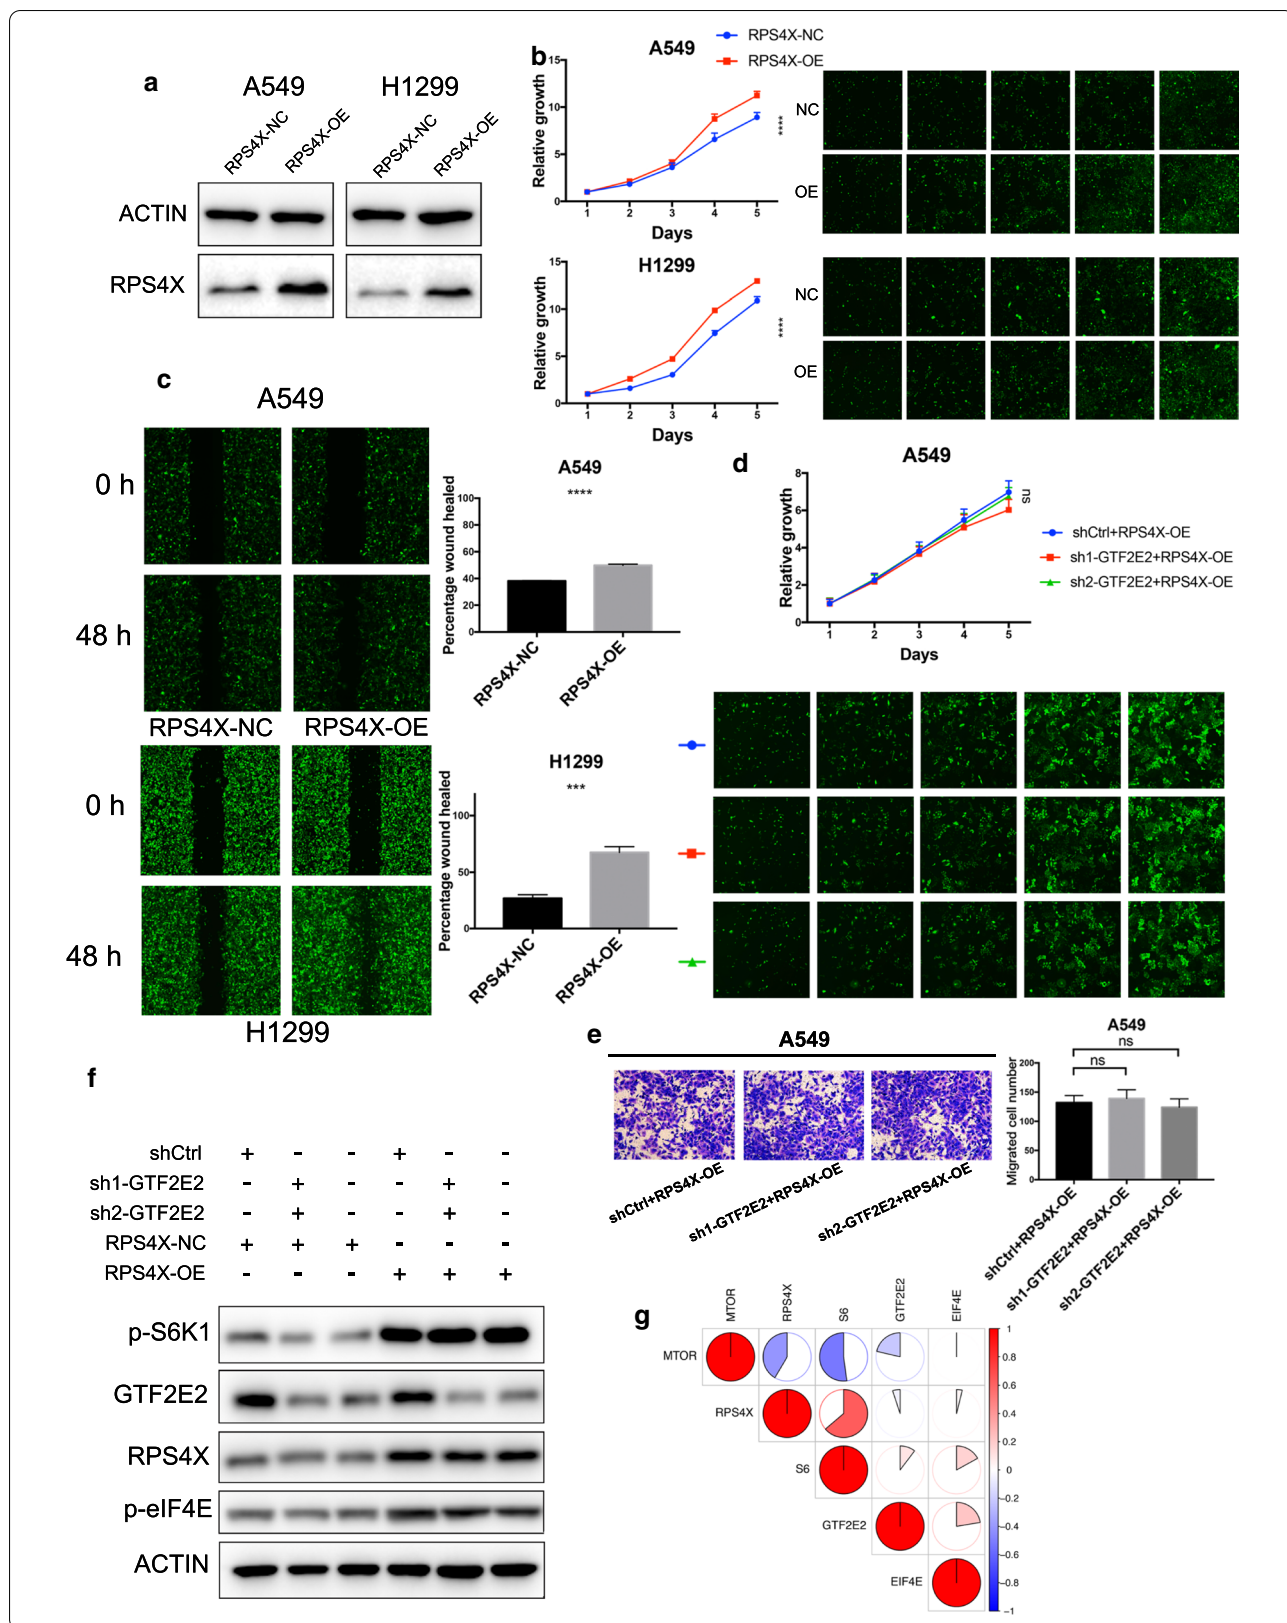 a
A549
H1299
RPS4X-NC
RPS4X-OE
RPS4X-NC
RPS4X-OE
ACTIN
RPS4X
b
A549
RPS4X-NC
RPS4X-OE
Relative growth
15
10
5
0
1 2 3 4 5
Days
****
NC
OE
H1299
Relative growth
15
10
5
0
1 2 3 4 5
Days
****
NC
OE
c
A549
0 h
48 h
RPS4X-NC RPS4X-OE
0 h
48 h
H1299
A549
****
Percentage wound healed
100
80
60
40
20
0
RPS4X-NC
RPS4X-OE
H1299
***
Percentage wound healed
100
50
0
RPS4X-NC
RPS4X-OE
d
A549
Relative growth
8
6
4
2
0
1 2 3 4 5
Days
ns
shCtrl+RPS4X-OE
sh1-GTF2E2+RPS4X-OE
sh2-GTF2E2+RPS4X-OE
e
A549
shCtrl+RPS4X-OE
sh1-GTF2E2+RPS4X-OE
sh2-GTF2E2+RPS4X-OE
A549
ns
ns
Migrated cell number
200
150
100
50
0
shCtrl+RPS4X-OE
sh1-GTF2E2+RPS4X-OE
sh2-GTF2E2+RPS4X-OE
f
shCtrl + - - + - -
sh1-GTF2E2 - + - - + -
sh2-GTF2E2 - + - - + -
RPS4X-NC + + + - - -
RPS4X-OE - - - + + +
p-S6K1
GTF2E2
RPS4X
p-eIF4E
ACTIN
g
MTOR
RPS4X
S6
GTF2E2
EIF4E
MTOR
RPS4X
S6
GTF2E2
EIF4E
1
0.8
0.6
0.4
0.2
0
-0.2
-0.4
-0.6
-0.8
-1